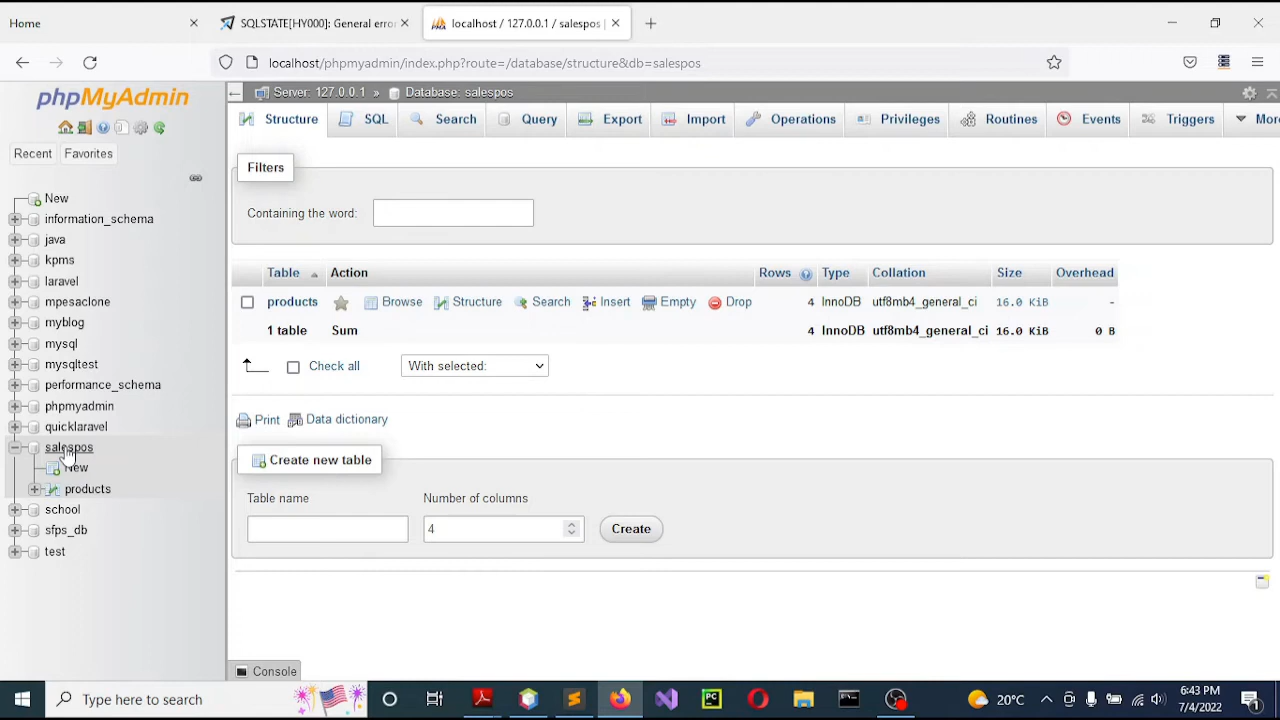 Home
SQLSTATE[HY000]: General erro
localhost / 127.0.0.1 / salespos |
localhost/phpmyadmin/index.php?route=/database/structure&db=salespos
phpMyAdmin
Server: 127.0.0.1 » Database: salespos
Structure SQL Search Query Export Import Operations Privileges Routines Events Triggers More
Recent Favorites
New
information_schema
java
kpms
laravel
mpesaclone
myblog
mysql
mysqltest
performance_schema
phpmyadmin
quicklaravel
salespos
New
products
school
sfps_db
test
Filters
Containing the word:
Table Action Rows Type Collation Size Overhead
products Browse Structure Search Insert Empty Drop 4 InnoDB utf8mb4_general_ci 16.0 KiB -
1 table Sum 4 InnoDB utf8mb4_general_ci 16.0 KiB 0 B
Check all With selected:
Print Data dictionary
Create new table
Table name Number of columns
4 Create
Console
Type here to search
20°C
6:43 PM
7/4/2022
1